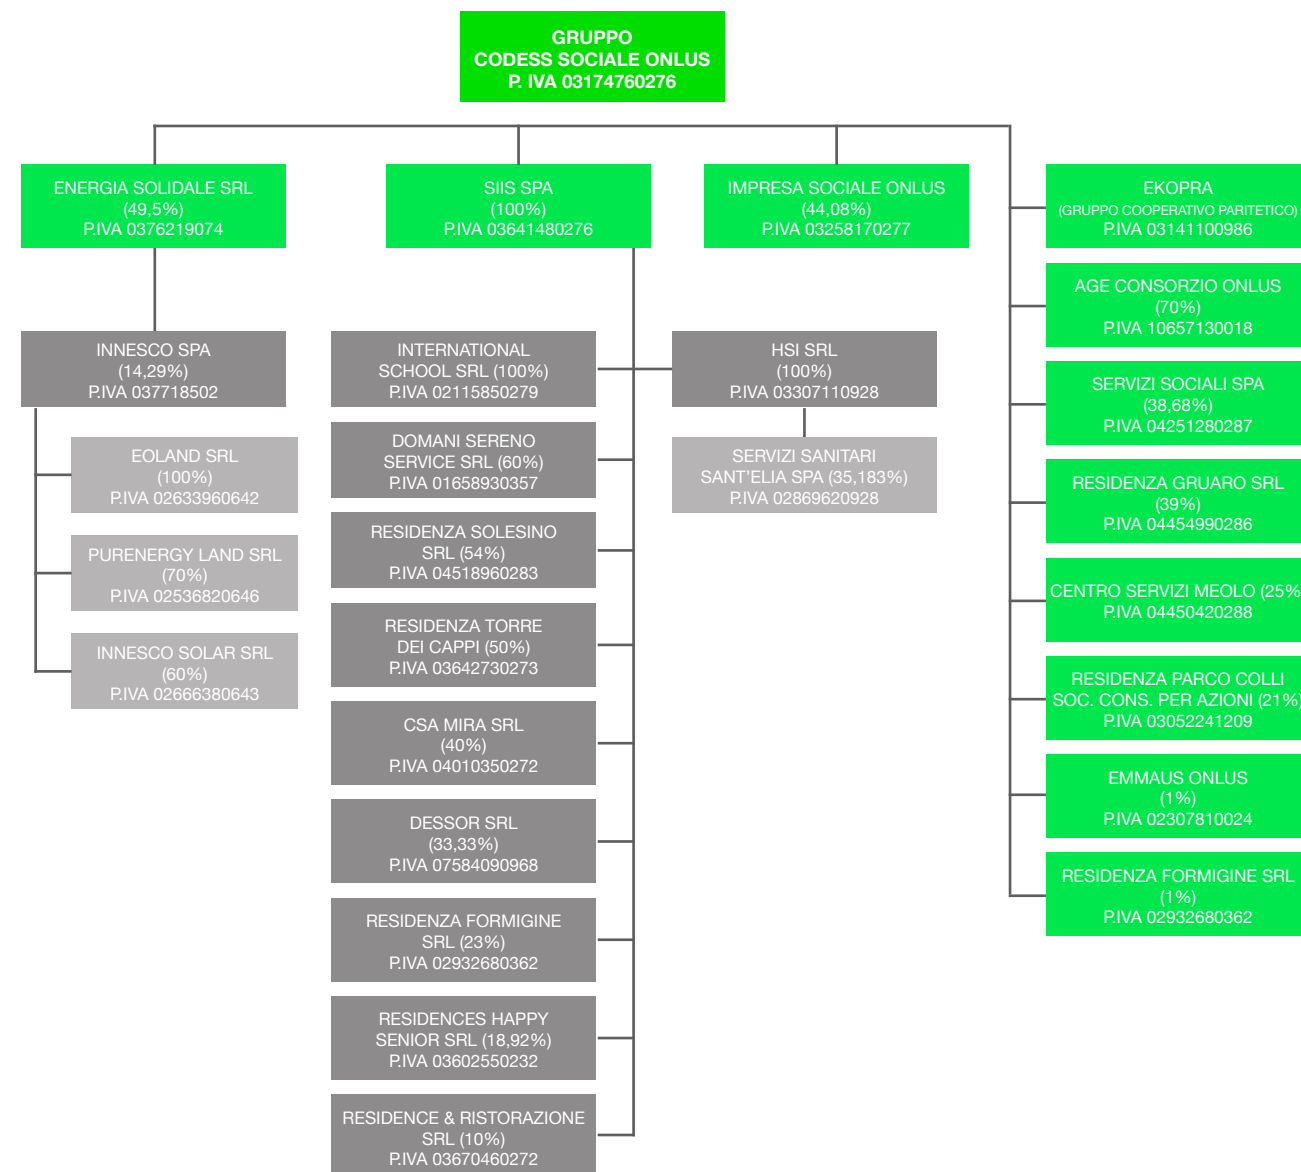 GRUPPO
CODESS SOCIALE ONLUS
P. IVA 03174760276
ENERGIA SOLIDALE SRL
(49,5%)
P.IVA 0376219074
SIIS SPA
(100%)
P.IVA 03641480276
IMPRESA SOCIALE ONLUS
(44,08%)
P.IVA 03258170277
EKOPRA
(GRUPPO COOPERATIVO PARITETICO)
P.IVA 03141100986
AGE CONSORZIO ONLUS
(70%)
P.IVA 10657130018
SERVIZI SOCIALI SPA
(38,68%)
P.IVA 04251280287
RESIDENZA GRUARO SRL
(39%)
P.IVA 04454990286
CENTRO SERVIZI MEOLO (25%
P.IVA 04450420288
RESIDENZA PARCO COLLI
SOC. CONS. PER AZIONI (21%)
P.IVA 03052241209
EMMAUS ONLUS
(1%)
P.IVA 02307810024
RESIDENZA FORMIGINE SRL
(1%)
P.IVA 02932680362
INNESCO SPA
(14,29%)
P.IVA 037718502
EOLAND SRL
(100%)
P.IVA 02633960642
PURENERGY LAND SRL
(70%)
P.IVA 02536820646
INNESCO SOLAR SRL
(60%)
P.IVA 02666380643
INTERNATIONAL
SCHOOL SRL (100%)
P.IVA 02115850279
DOMANI SERENO
SERVICE SRL (60%)
P.IVA 01658930357
RESIDENZA SOLESINO
SRL (54%)
P.IVA 04518960283
RESIDENZA TORRE
DEI CAPPI (50%)
P.IVA 03642730273
CSA MIRA SRL
(40%)
P.IVA 04010350272
DESSOR SRL
(33,33%)
P.IVA 07584090968
RESIDENZA FORMIGINE
SRL (23%)
P.IVA 02932680362
RESIDENCES HAPPY
SENIOR SRL (18,92%)
P.IVA 03602550232
RESIDENCE & RISTORAZIONE
SRL (10%)
P.IVA 03670460272
HSI SRL
(100%)
P.IVA 03307110928
SERVIZI SANITARI
SANT'ELIA SPA (35,183%)
P.IVA 02869620928